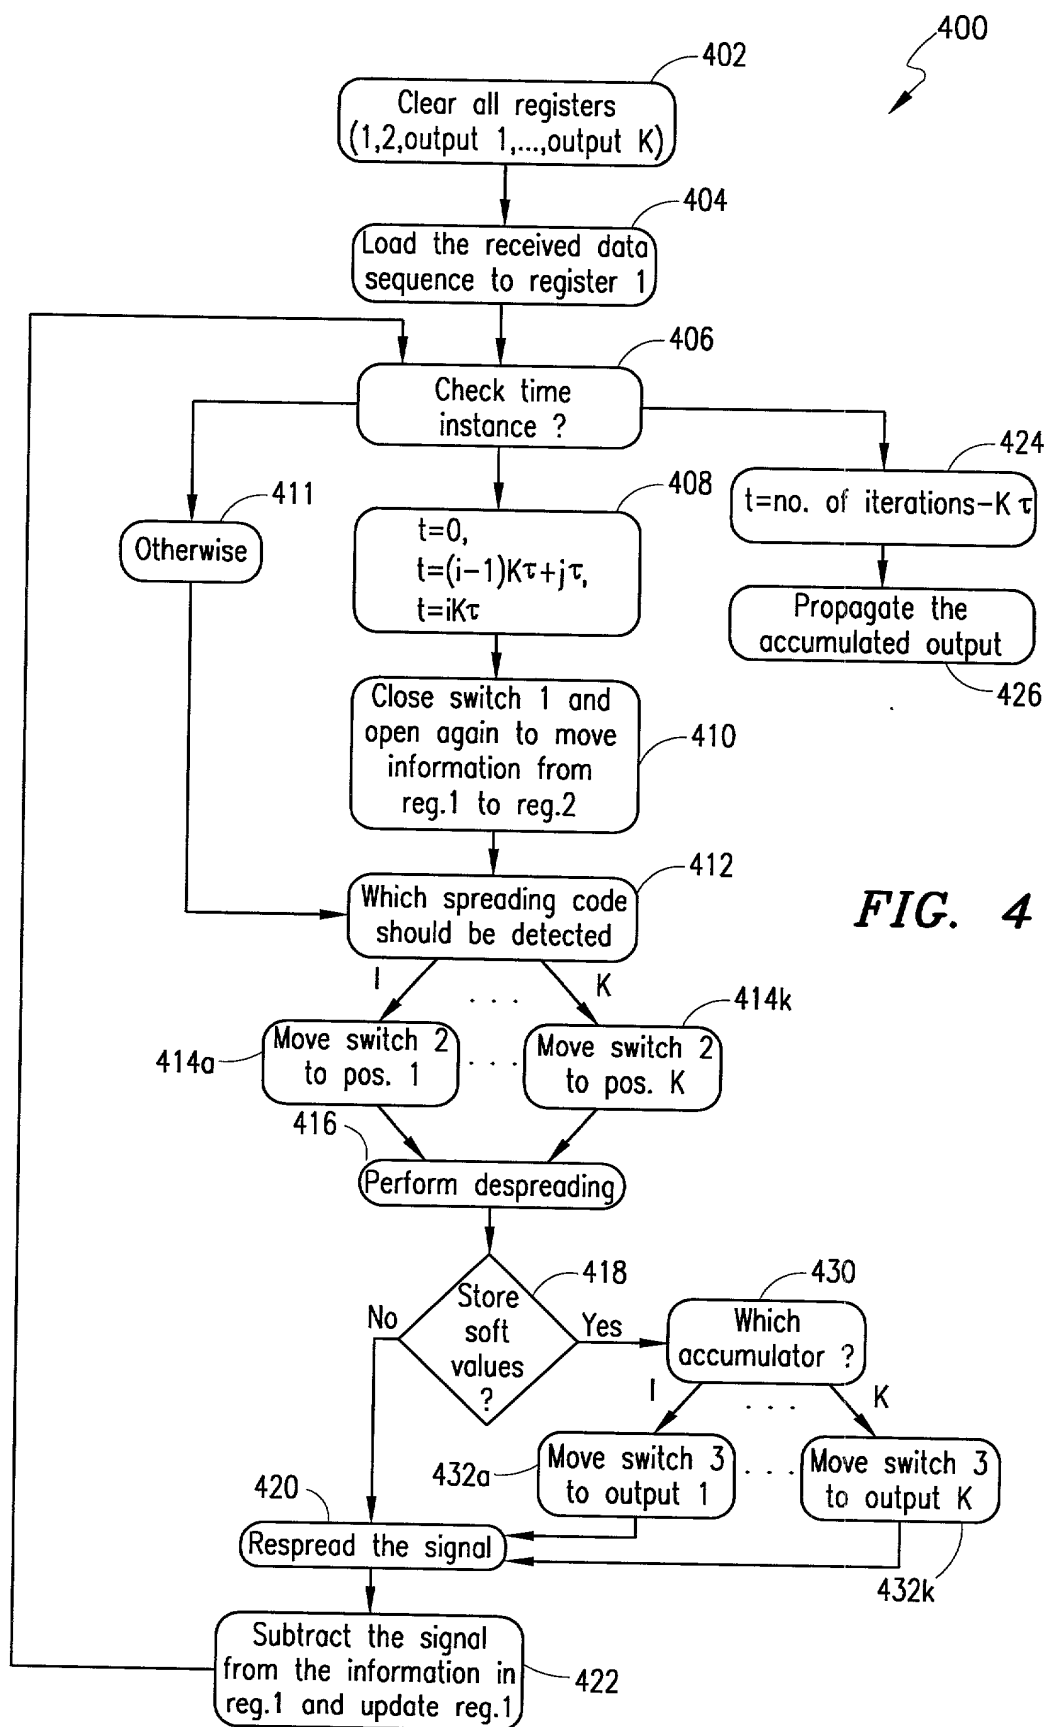 400
402
Clear all registers
(1,2,output 1,...,output K)
404
Load the received data
sequence to register 1
406
Check time
instance ?
424
t=no. of iterations-Kτ
411
Otherwise
408
t=0,
t=(i-1)Kτ+jτ,
t=iKτ
Propagate the
accumulated output
426
Close switch 1 and
open again to move
information from
reg.1 to reg.2
410
412
Which spreading code
should be detected
FIG. 4
I
. . .
K
414k
414a
Move switch 2
to pos. 1
. . .
Move switch 2
to pos. K
416
Perform despreading
418
Store
soft
values
?
No
Yes
430
Which
accumulator ?
I
. . .
K
432a
Move switch 3
to output 1
. . .
Move switch 3
to output K
432k
420
Respread the signal
Subtract the signal
from the information in
reg.1 and update reg.1
422